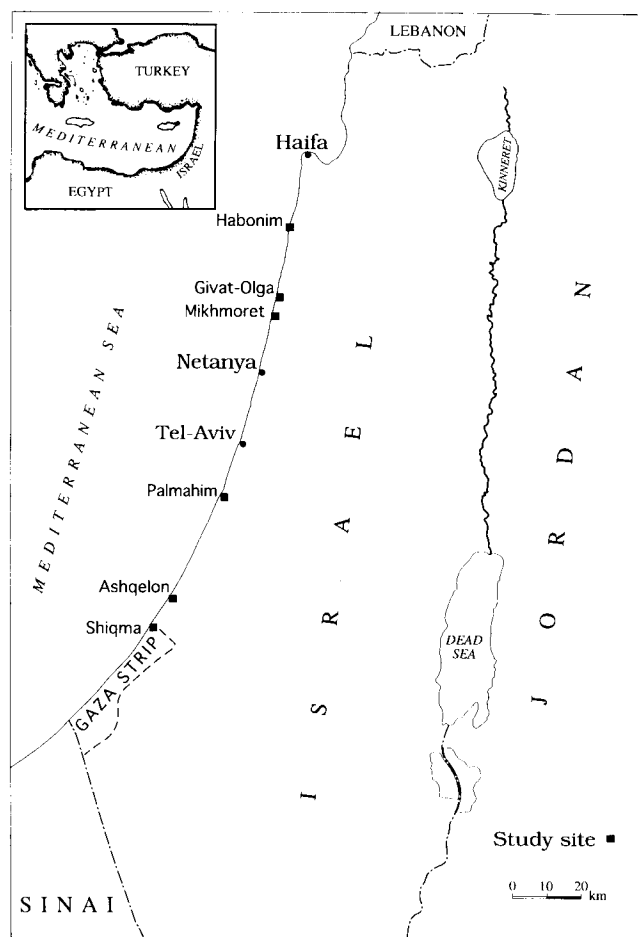 LEBANON
TURKEY
MEDITERRANEAN
ISRAEL
EGYPT
Haifa
KINNERET
Habonim
Givat-Olga
Mikhmoret
MEDITERRANEAN SEA
Netanya
Tel-Aviv
Palmahim
Ashqelon
Shiqma
GAZA STRIP
ISRAEL
JORDAN
DEAD
SEA
Study site
0 10 20
km
SINAI